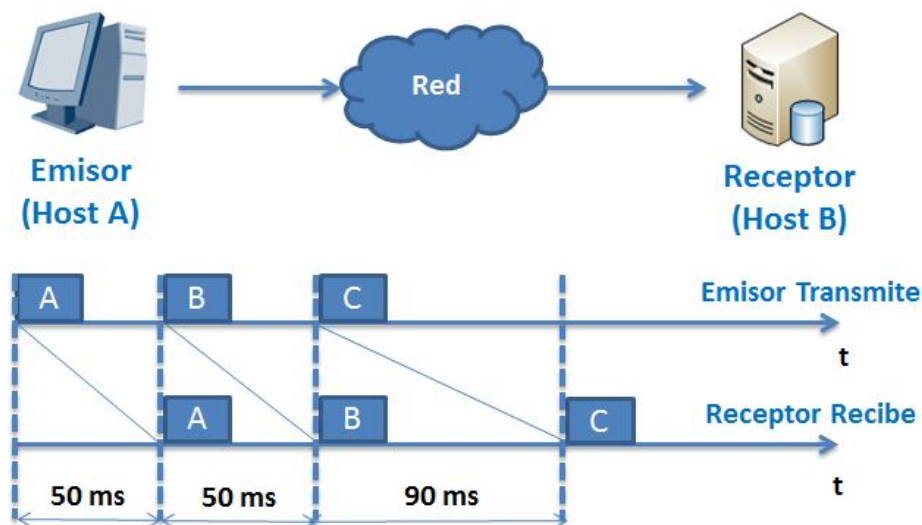 Red
Emisor
(Host A)
Receptor
(Host B)
A
B
C
Emisor Transmite
t
A
B
C
Receptor Recibe
t
50 ms
50 ms
90 ms